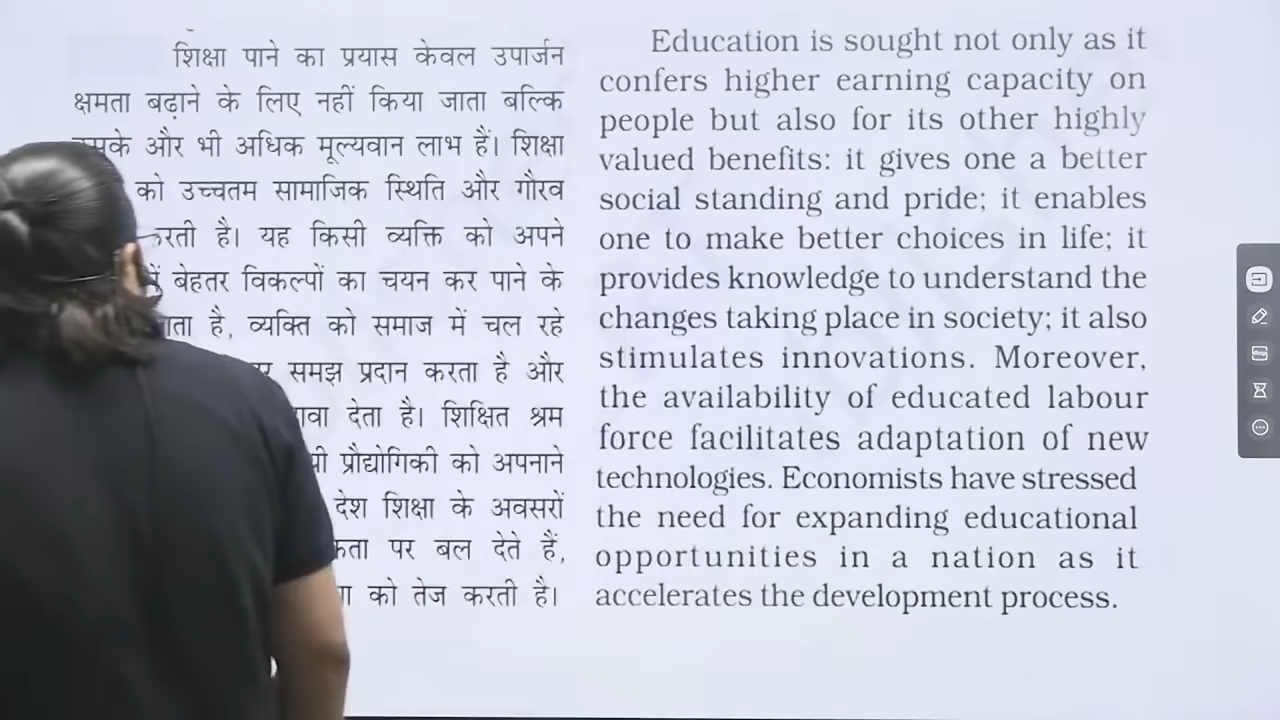 शिक्षा पाने का प्रयास केवल उपार्जन
क्षमता बढ़ाने के लिए नहीं किया जाता बल्कि
और भी अधिक मूल्यवान लाभ हैं। शिक्षा
को उच्चतम सामाजिक स्थिति और गौरव
है। यह किसी व्यक्ति को अपने
बेहतर विकल्पों का चयन कर पाने के
है, व्यक्ति को समाज में चल रहे
समझ प्रदान करता है और
देता है। शिक्षित श्रम
प्रौद्योगिकी को अपनाने
देश शिक्षा के अवसरों
पर बल देते हैं,
को तेज करती है।
Education is sought not only as it
confers higher earning capacity on
people but also for its other highly
valued benefits: it gives one a better
social standing and pride; it enables
one to make better choices in life; it
provides knowledge to understand the
changes taking place in society; it also
stimulates innovations. Moreover,
the availability of educated labour
force facilitates adaptation of new
technologies. Economists have stressed
the need for expanding educational
opportunities in a nation as it
accelerates the development process.